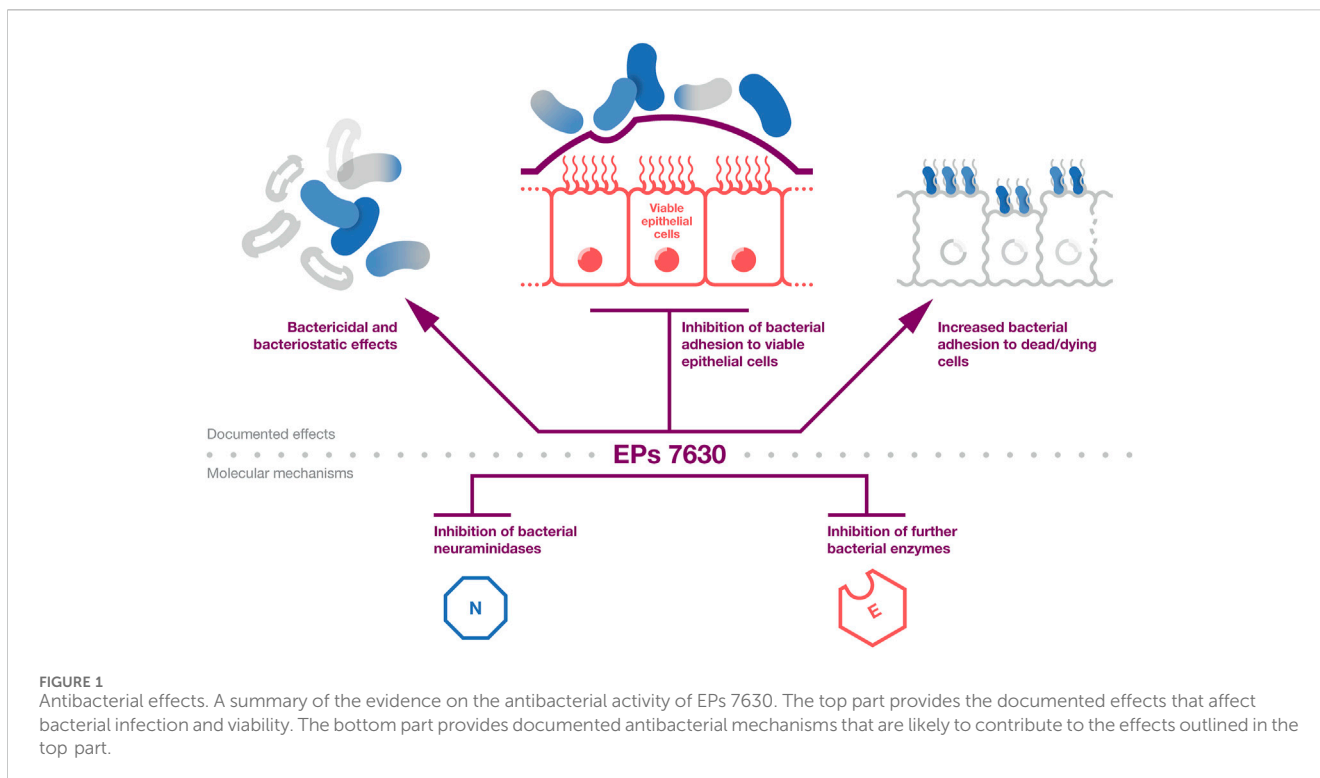 Viable
epithelial
cells
Bactericidal and
bacteriostatic effects
Inhibition of bacterial
adhesion to viable
epithelial cells
Increased bacterial
adhesion to dead/dying
cells
Documented effects
EPs 7630
Molecular mechanisms
Inhibition of bacterial
neuraminidases
Inhibition of further
bacterial enzymes
N
E
FIGURE 1
Antibacterial effects. A summary of the evidence on the antibacterial activity of EPs 7630. The top part provides the documented effects that affect
bacterial infection and viability. The bottom part provides documented antibacterial mechanisms that are likely to contribute to the effects outlined in the
top part.